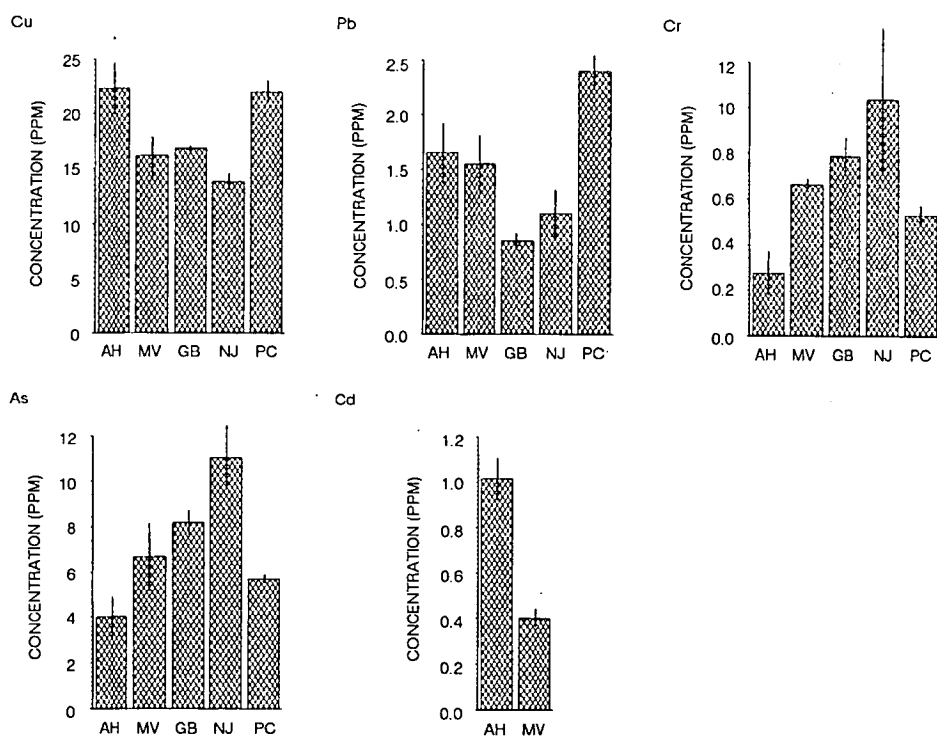 Cu
CONCENTRATION (PPM)
25
20
15
10
5
0
AH MV GB NJ PC
Pb
CONCENTRATION (PPM)
2.5
2.0
1.5
1.0
0.5
0.0
AH MV GB NJ PC
Cr
CONCENTRATION (PPM)
12
10
0.8
0.6
0.4
0.2
0.0
AH MV GB NJ PC
As
CONCENTRATION (PPM)
12
10
8
6
4
2
0
AH MV GB NJ PC
Cd
CONCENTRATION (PPM)
1.2
1.0
0.8
0.6
0.4
0.2
0.0
AH MV